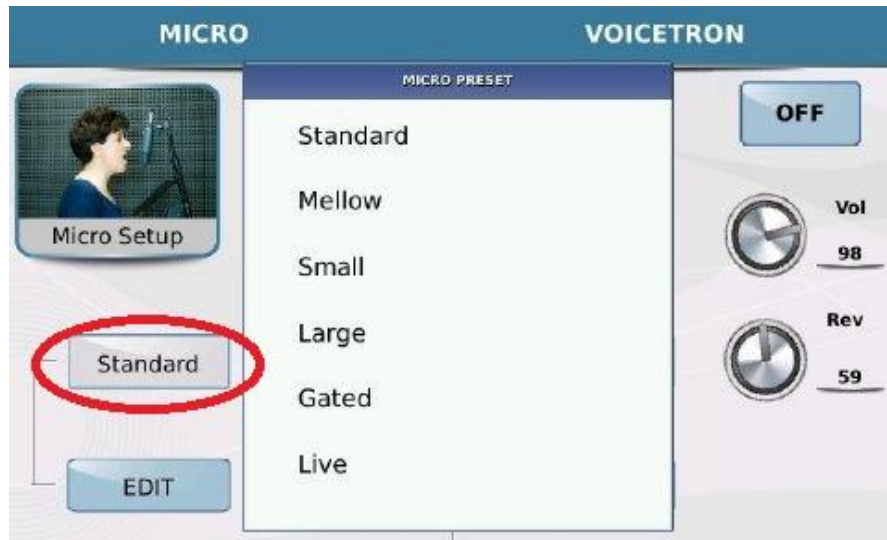 MICRO
VOICETRON
MICRO PRESET
Micro Setup
Standard
EDIT
Standard
Mellow
Small
Large
Gated
Live
OFF
Vol
98
Rev
59